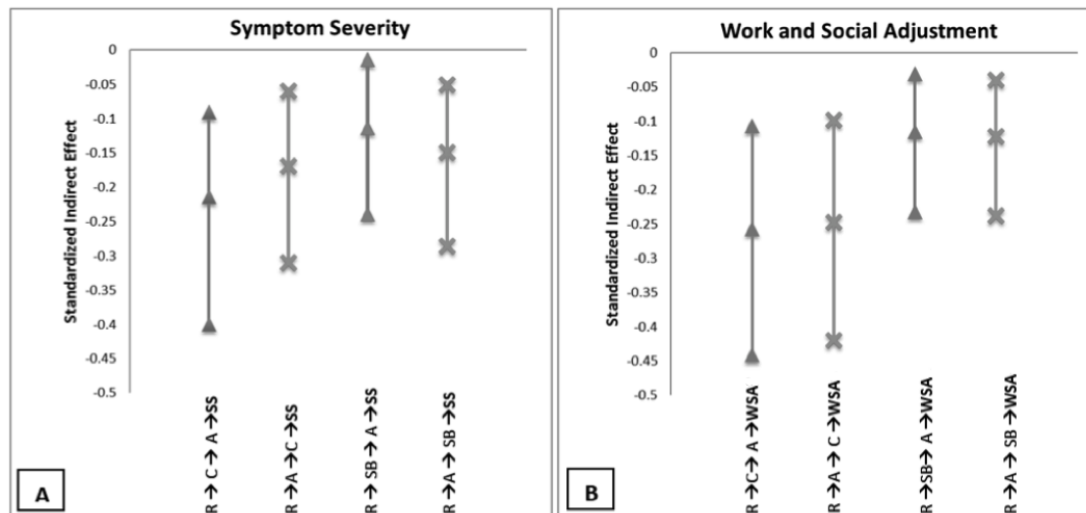 Symptom Severity
Standardized Indirect Effect
0
-0.05
-0.1
-0.15
-0.2
-0.25
-0.3
-0.35
-0.4
-0.45
-0.5
R → C → A →SS
R →A →C →SS
R → SB → A →SS
R →A → SB →SS
A
Work and Social Adjustment
Standardized Indirect Effect
0
-0.05
-0.1
-0.15
-0.2
-0.25
-0.3
-0.35
-0.4
-0.45
-0.5
R →C→ A →WSA
R →A → C →WSA
R →SB→ A →WSA
R →A → SB →WSA
B